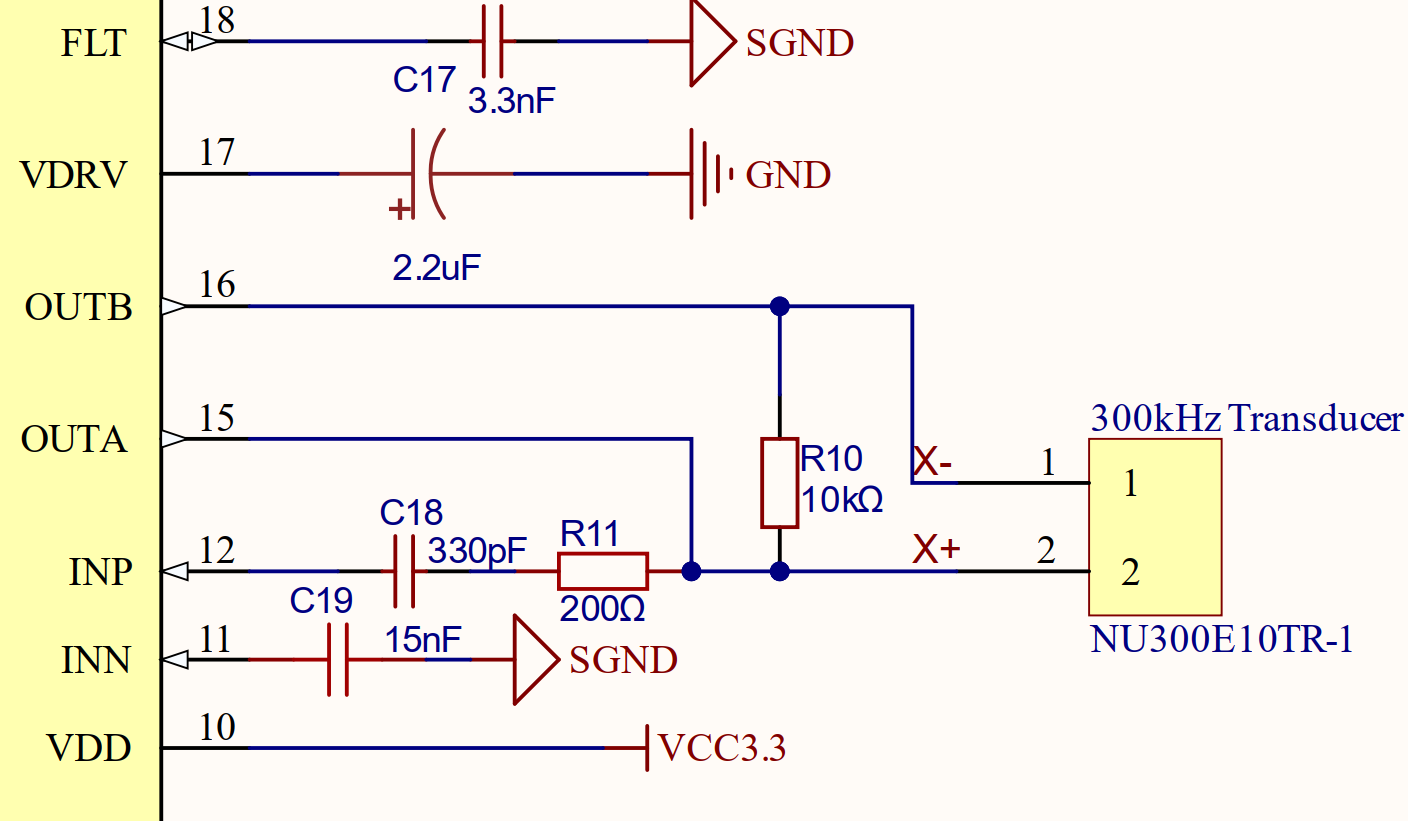 FLT
18
C17
3.3nF
SGND
VDRV
17
+
2.2uF
GND
OUTB
16
OUTA
15
R10
10kΩ
X-
300kHz Transducer
1
1
INP
12
C18
330pF
R11
200Ω
X+
2
2
NU300E10TR-1
INN
11
C19
15nF
SGND
VDD
10
VCC3.3